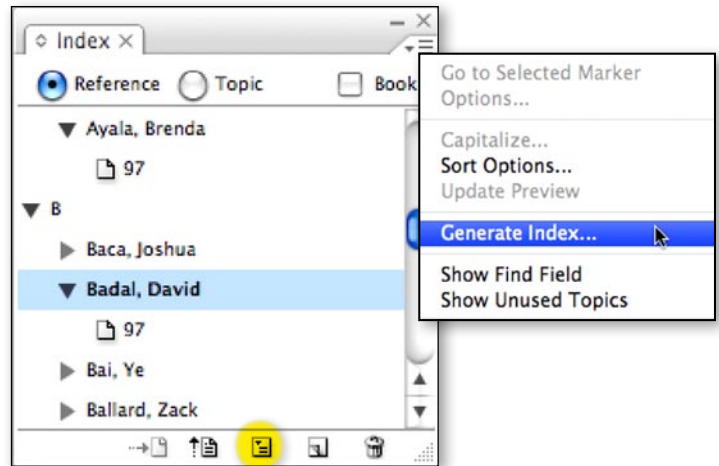 Index
Reference Topic Book
Ayala, Brenda
97
B
Baca, Joshua
Badal, David
97
Bai, Ye
Ballard, Zack
Go to Selected Marker
Options...
Capitalize...
Sort Options...
Update Preview
Generate Index...
Show Find Field
Show Unused Topics